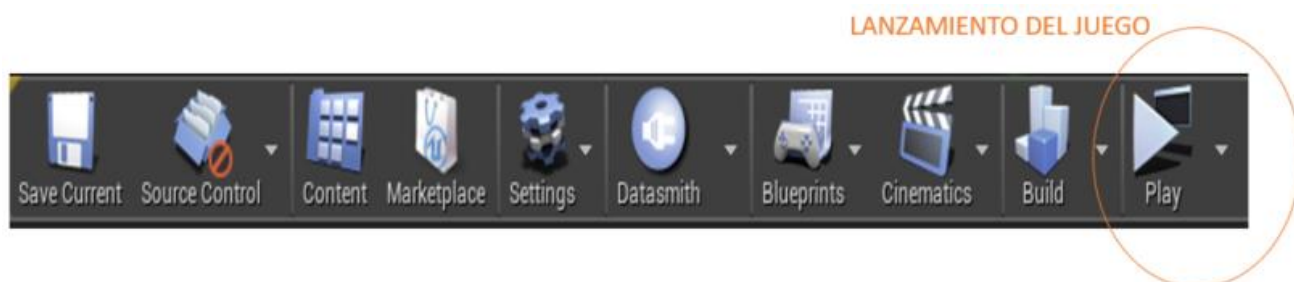 LANZAMIENTO DEL JUEGO
Save Current Source Control Content Marketplace Settings Datasmith Blueprints Cinematics Build Play